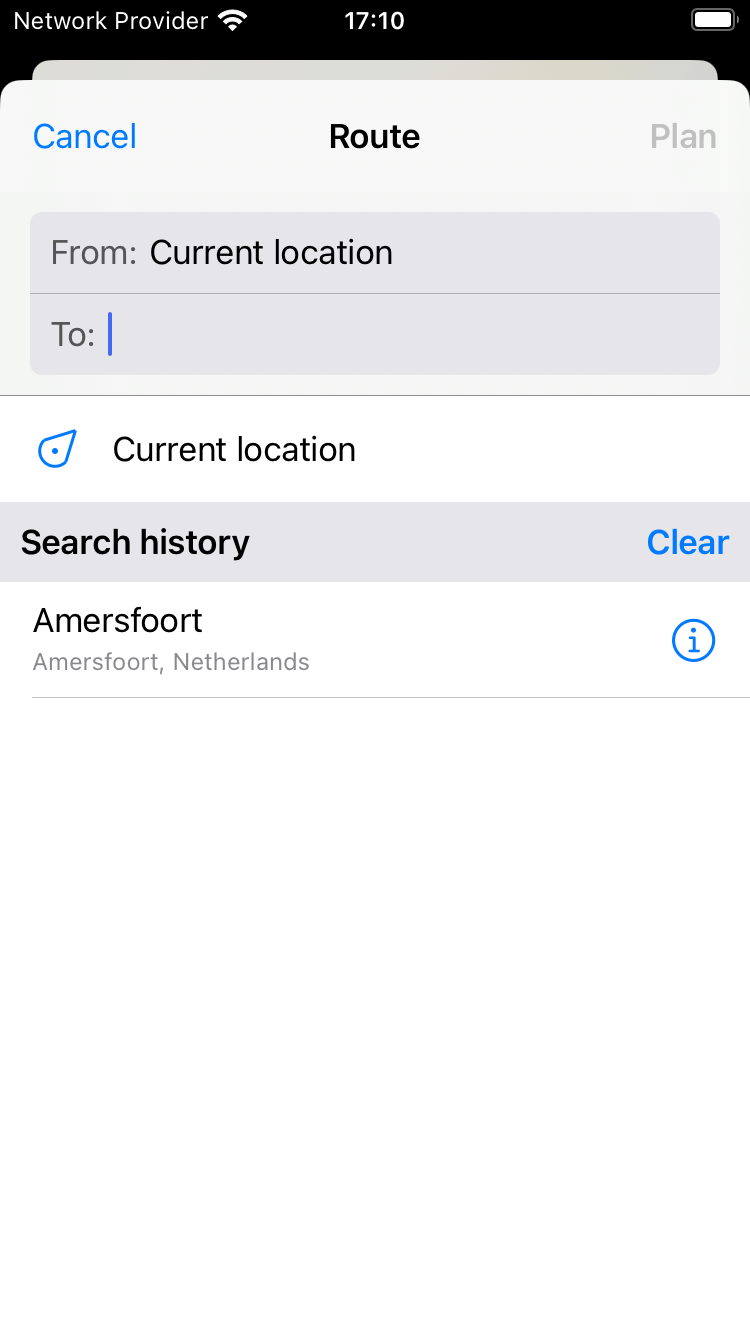 Network Provider 17:10
Cancel Route Plan
From: Current location
To:
Current location
Search history Clear
Amersfoort
Amersfoort, Netherlands